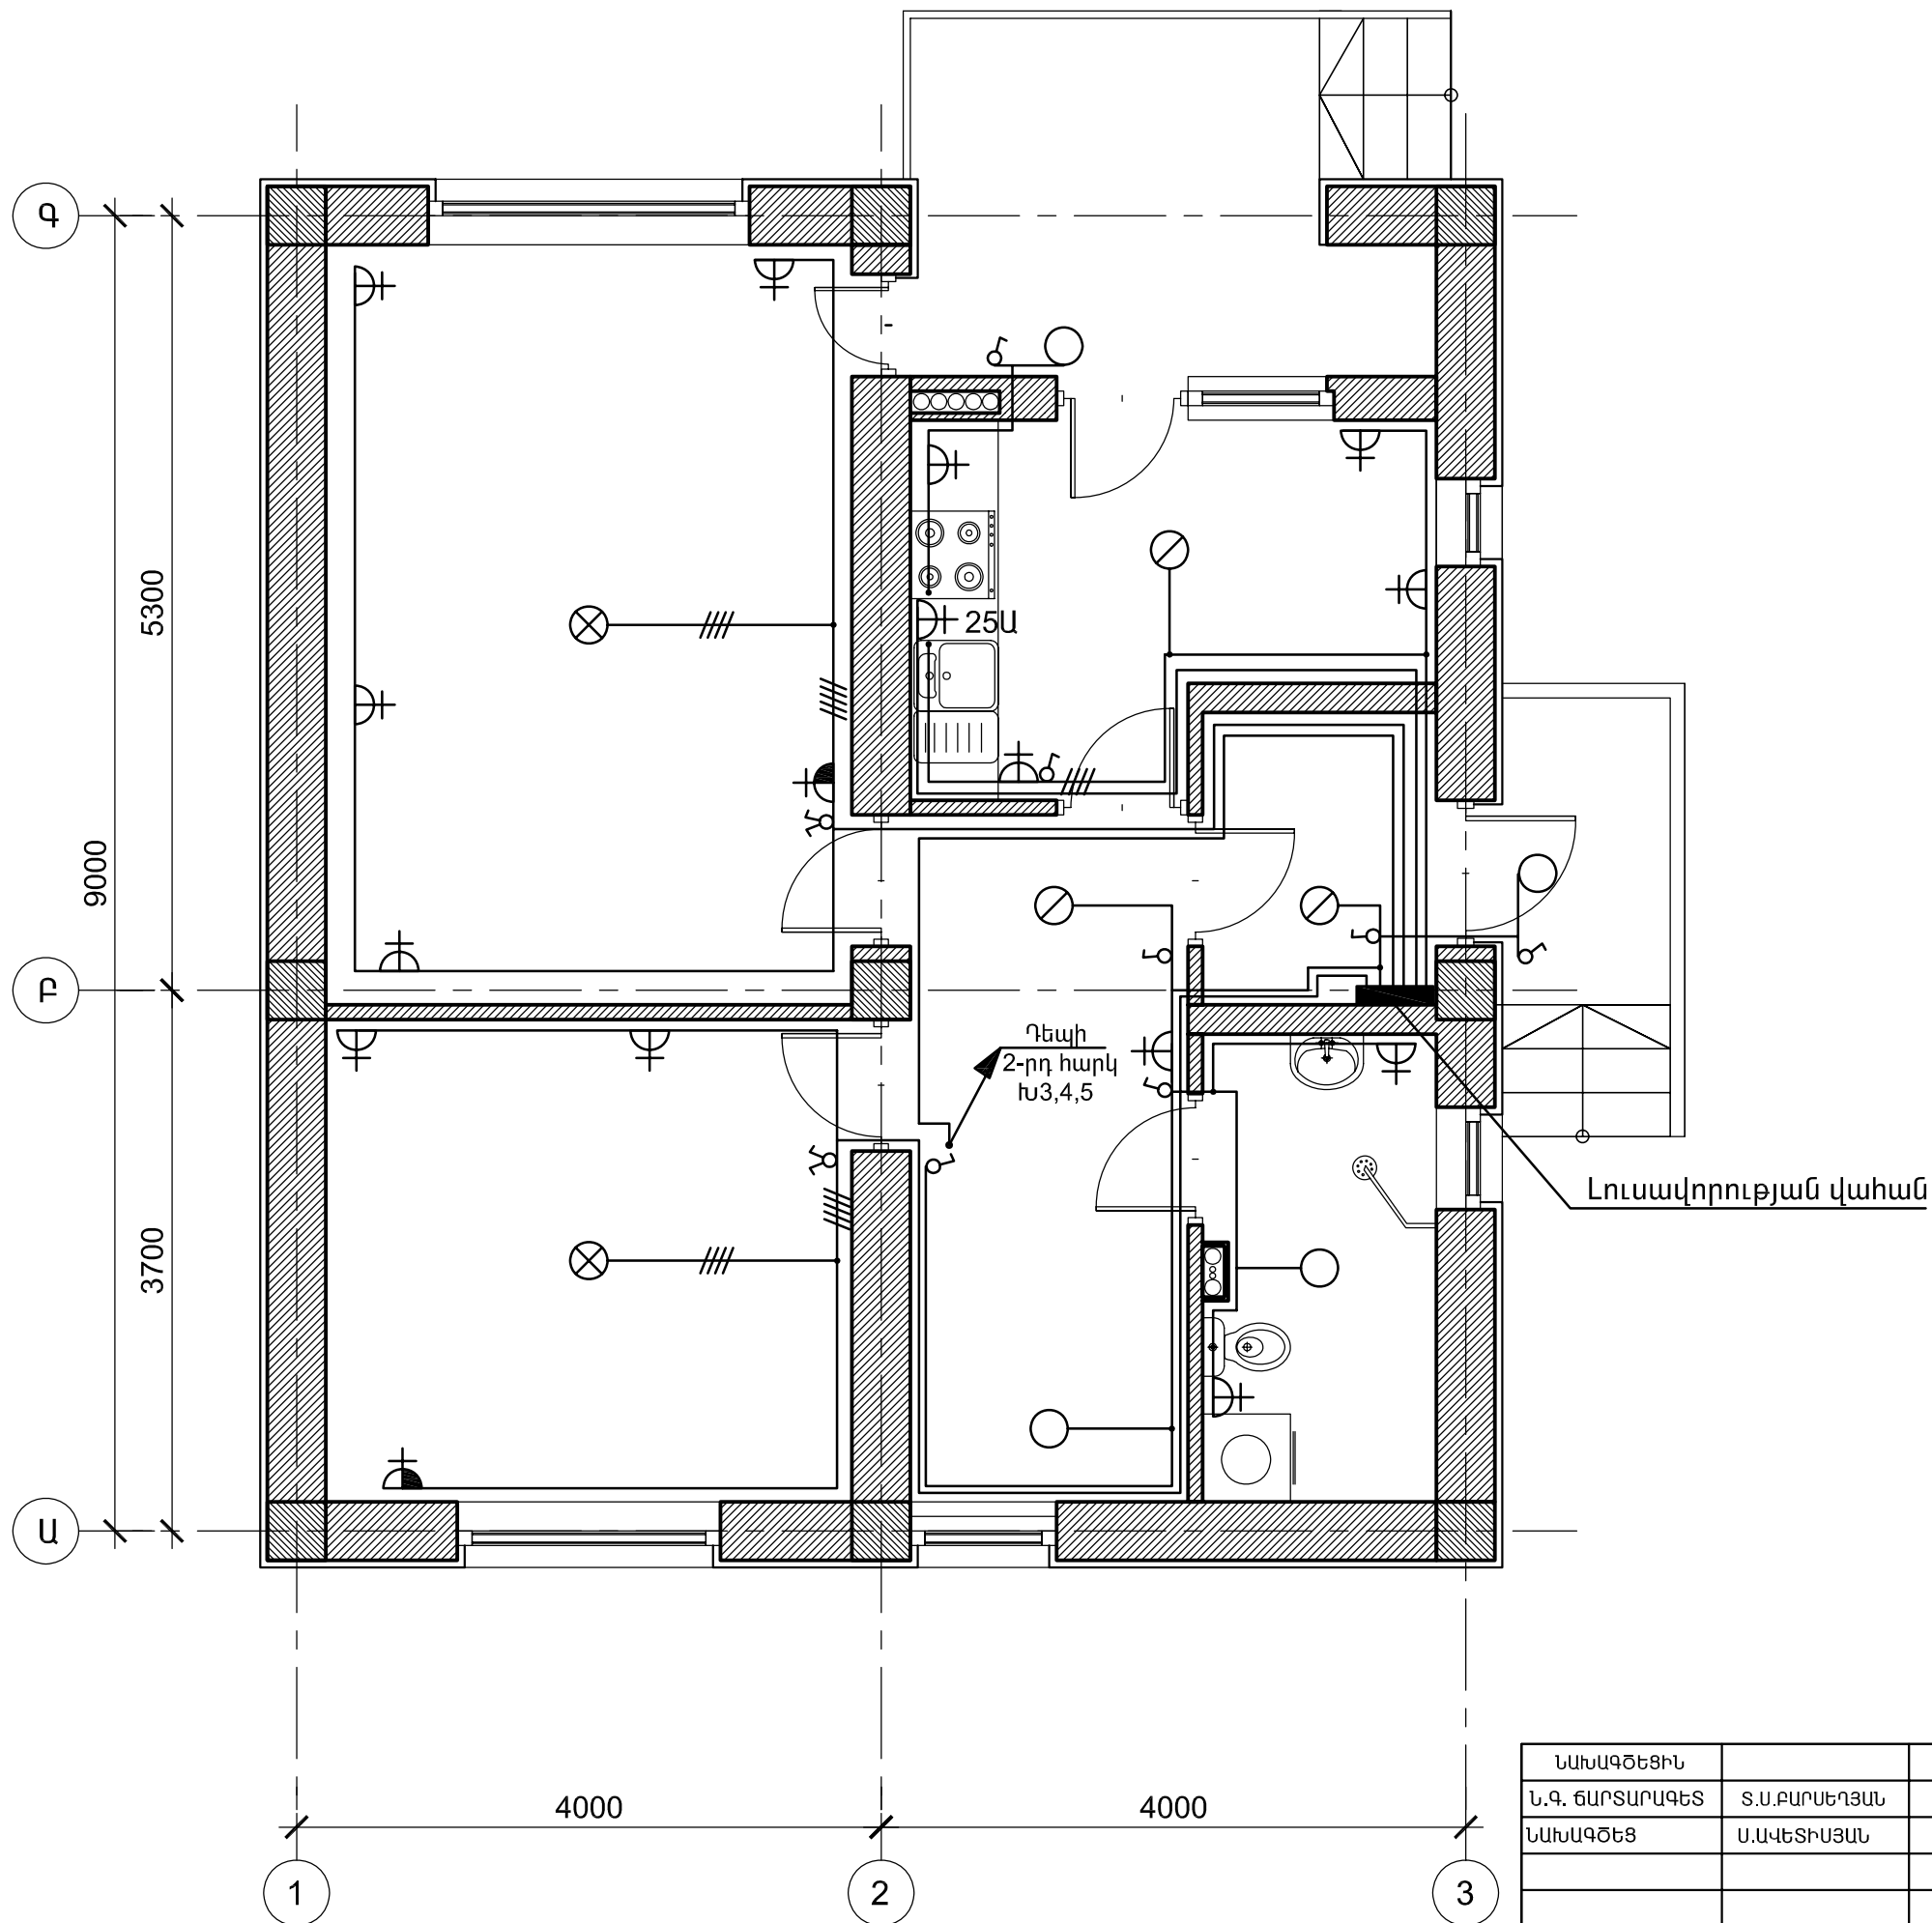 Գ
5300
25Ա
9000
Բ
Դեպի
2-րդ հարկ
Խ3,4,5
Լուսավորության վահան
3700
Ա
ՆԱԽԱԳԾԵՑԻՆ
4000
4000
Ն.Գ. ՃԱՐՏԱՐԱԳԵՏ
Տ.Ս.ԲԱՐՍԵՂՅԱՆ
ՆԱԽԱԳԾԵՑ
Ս.ԱՎԵՏԻՍՅԱՆ
1
2
3